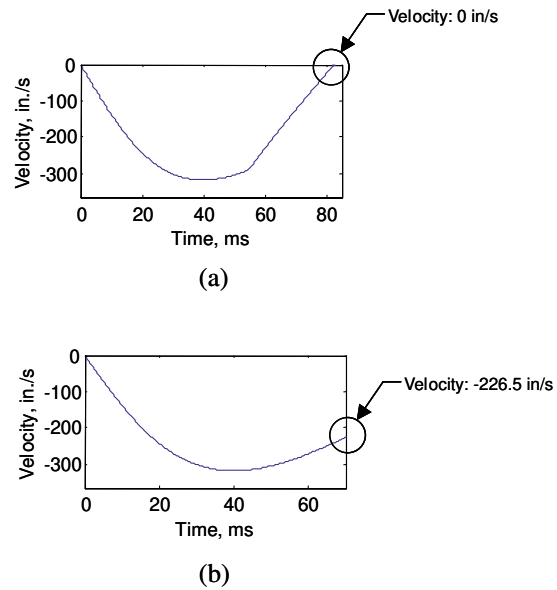 Velocity: 0 in/s
0
-100
-200
-300
Velocity, in./s
0 20 40 60 80
Time, ms
(a)
0
-100
-200
-300
Velocity, in./s
Velocity: -226.5 in/s
0 20 40 60
Time, ms
(b)